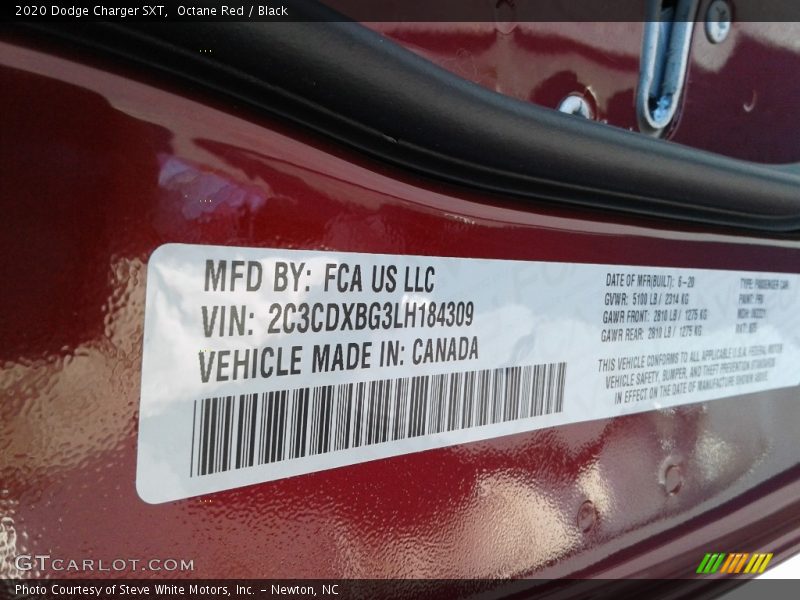 2020 Dodge Charger SXT,  Octane Red / Black
MFD BY: FCA US LLC
VIN: 2C3CDXBG3LH184309
VEHICLE MADE IN: CANADA
DATE OF MFR(BUILT): 6-20
GVWR: 5100 LB / 2314 KG
GAWR FRONT: 2810 LB / 1275 KG
GAWR REAR: 2810 LB / 1275 KG
TYPE: PASSENGER CAR
PAINT: PRV
MDH:
THIS VEHICLE CONFORMS TO ALL APPLICABLE U.S.A. FEDERAL MOTOR
VEHICLE SAFETY, BUMPER, AND THEFT PREVENTION STANDARDS
IN EFFECT ON THE DATE OF MANUFACTURE SHOWN ABOVE.
GTCARLOT.COM
Photo Courtesy of Steve White Motors, Inc. – Newton, NC